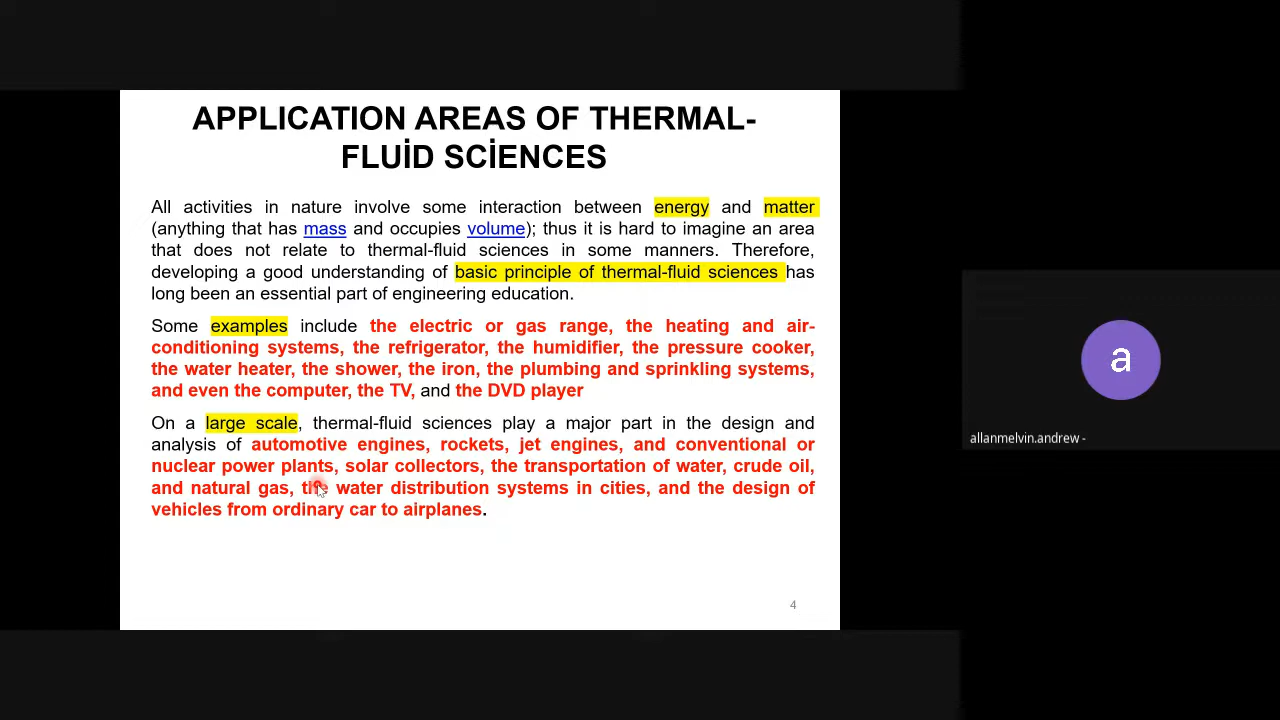 APPLICATION AREAS OF THERMAL-
FLUİD SCİENCES
All activities in nature involve some interaction between energy and matter
(anything that has mass and occupies volume); thus it is hard to imagine an area
that does not relate to thermal-fluid sciences in some manners. Therefore,
developing a good understanding of basic principle of thermal-fluid sciences has
long been an essential part of engineering education.
Some examples include the electric or gas range, the heating and air-
conditioning systems, the refrigerator, the humidifier, the pressure cooker,
the water heater, the shower, the iron, the plumbing and sprinkling systems,
and even the computer, the TV, and the DVD player
On a large scale, thermal-fluid sciences play a major part in the design and
analysis of automotive engines, rockets, jet engines, and conventional or
nuclear power plants, solar collectors, the transportation of water, crude oil,
and natural gas, the water distribution systems in cities, and the design of
vehicles from ordinary car to airplanes.
4
a
allanmelvin.andrew -